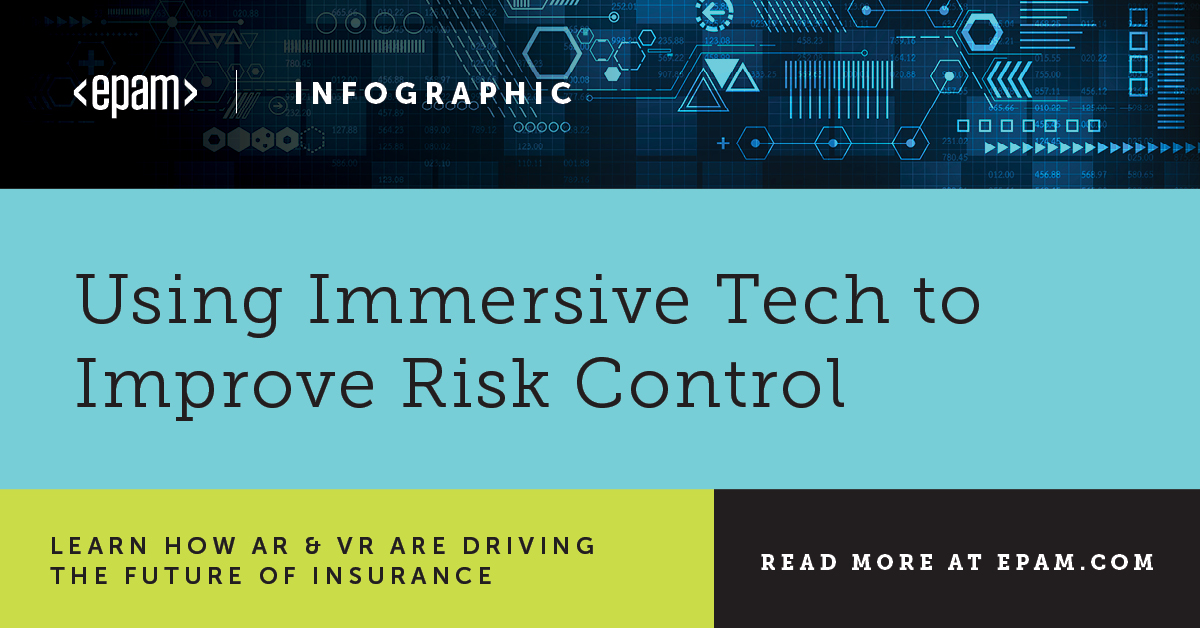 <epam> | INFOGRAPHIC
Using Immersive Tech to
Improve Risk Control
LEARN HOW AR & VR ARE DRIVING
THE FUTURE OF INSURANCE
READ MORE AT EPAM.COM